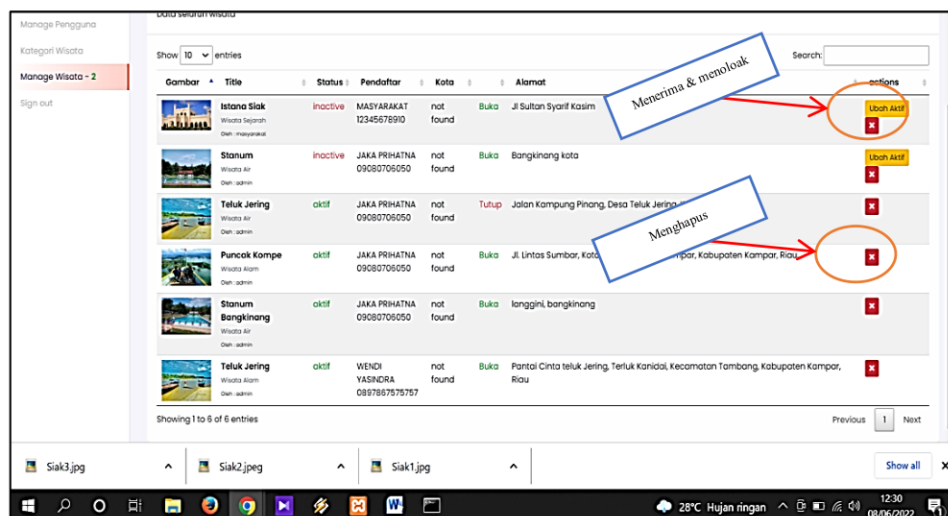 Manage Pengguna
Data seluruh wisata
Kategori Wisata
Show 10 entries
Search:
Manage Wisata - 2
Gambar Title Status Pendaftar Kota Alamat actions
Sign out
Istana Siak inactive MASYARAKAT not Buka Jl Sultan Syarif Kasim Ubah Aktif
Wisata Sejarah 12345678910 found
Oleh : masyarakat
Menerima & menoloak
Stanum inactive JAKA PRIHATNA not Buka Bangkinang kota Ubah Aktif
Wisata Air 09080706050 found
Oleh : admin
Teluk Jering aktif JAKA PRIHATNA not Tutup Jalan Kampung Pinang, Desa Teluk Jering,
Wisata Air 09080706050 found
Oleh : admin
Menghapus
Puncak Kompe aktif JAKA PRIHATNA not Buka Jl. Lintas Sumbar, Kota Kampar, Kabupaten Kampar, Riau
Wisata Alam 09080706050 found
Oleh : admin
Stanum aktif JAKA PRIHATNA not Buka langgini, bangkinang
Bangkinang 09080706050 found
Wisata Air
Oleh : admin
Teluk Jering aktif WENDI not Buka Pantai Cinta teluk Jering, Terluk Kanidai, Kecamatan Tambang, Kabupaten Kampar,
Wisata Alam YASINDRA found Riau
Oleh : admin 0897867575757
Showing 1 to 6 of 6 entries
Previous 1 Next
Siak3.jpg Siak2.jpeg Siak1.jpg Show all
28°C Hujan ringan 12:30
08/06/2022